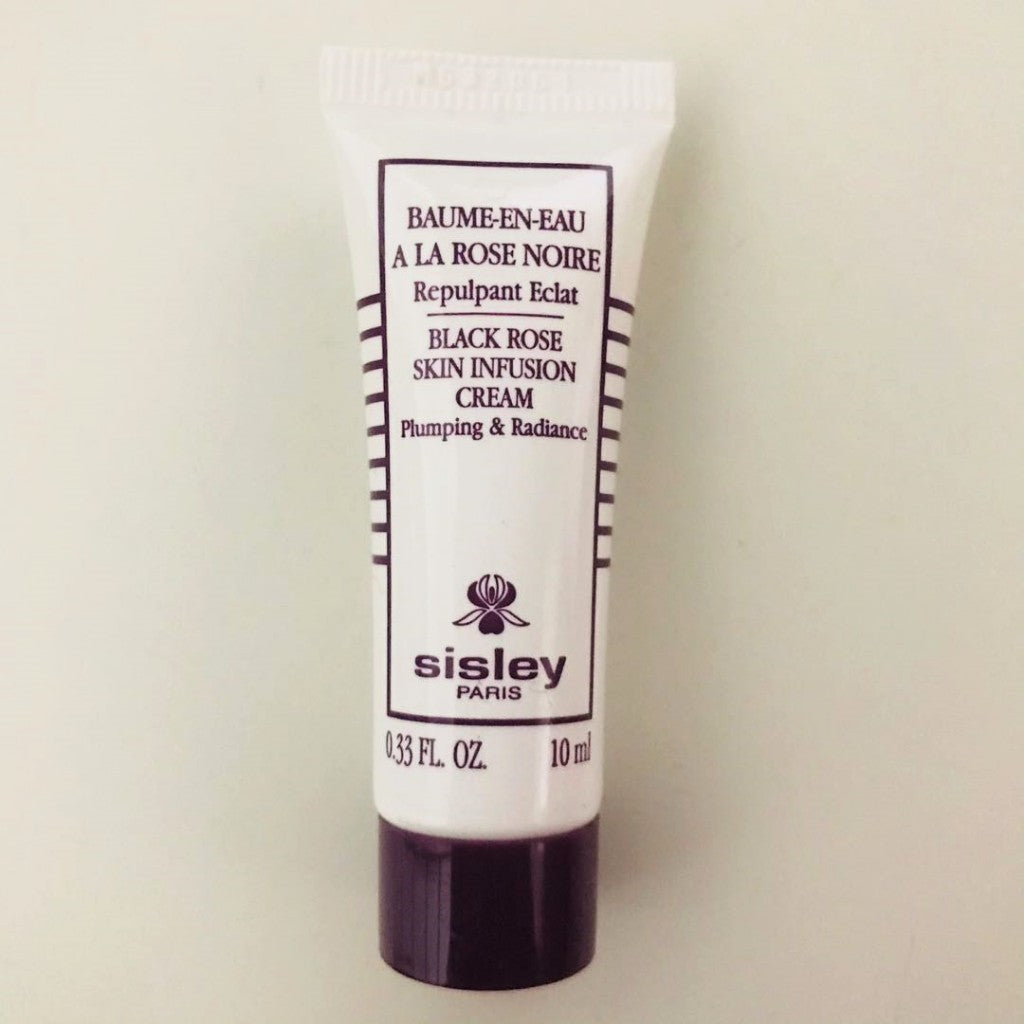 BAUME-EN-EAU
A LA ROSE NOIRE
Repulpant Eclat
BLACK ROSE
SKIN INFUSION
CREAM
Plumping & Radiance
sisley
PARIS
0.33 FL. OZ. 10 ml